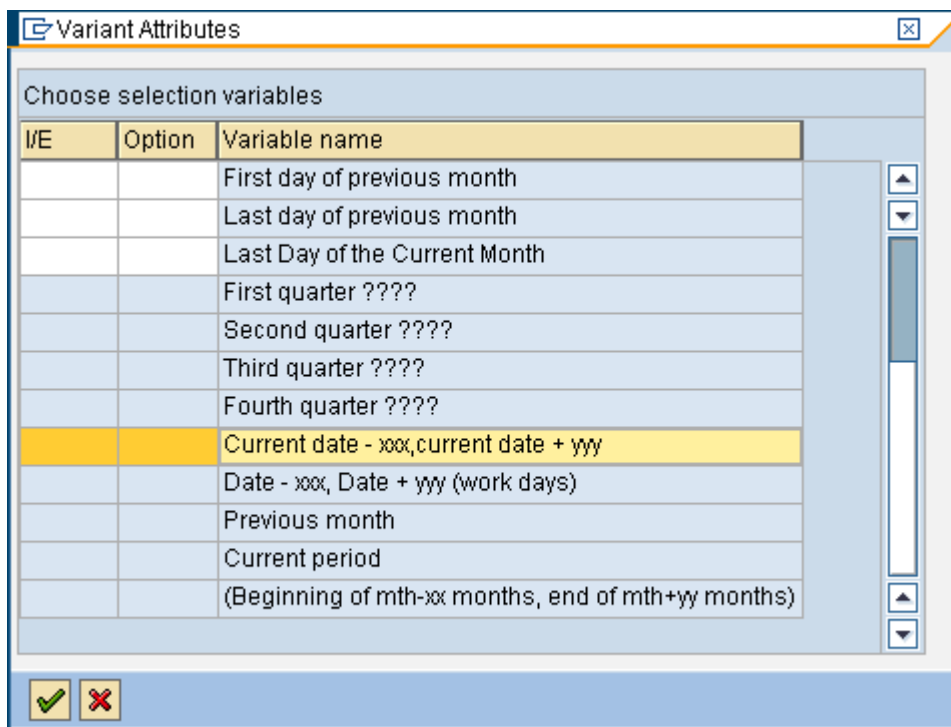 Variant Attributes
Choose selection variables
I/E Option Variable name
First day of previous month
Last day of previous month
Last Day of the Current Month
First quarter ????
Second quarter ????
Third quarter ????
Fourth quarter ????
Current date - xxx,current date + yyy
Date - xxx, Date + yyy (work days)
Previous month
Current period
(Beginning of mth-xx months, end of mth+yy months)